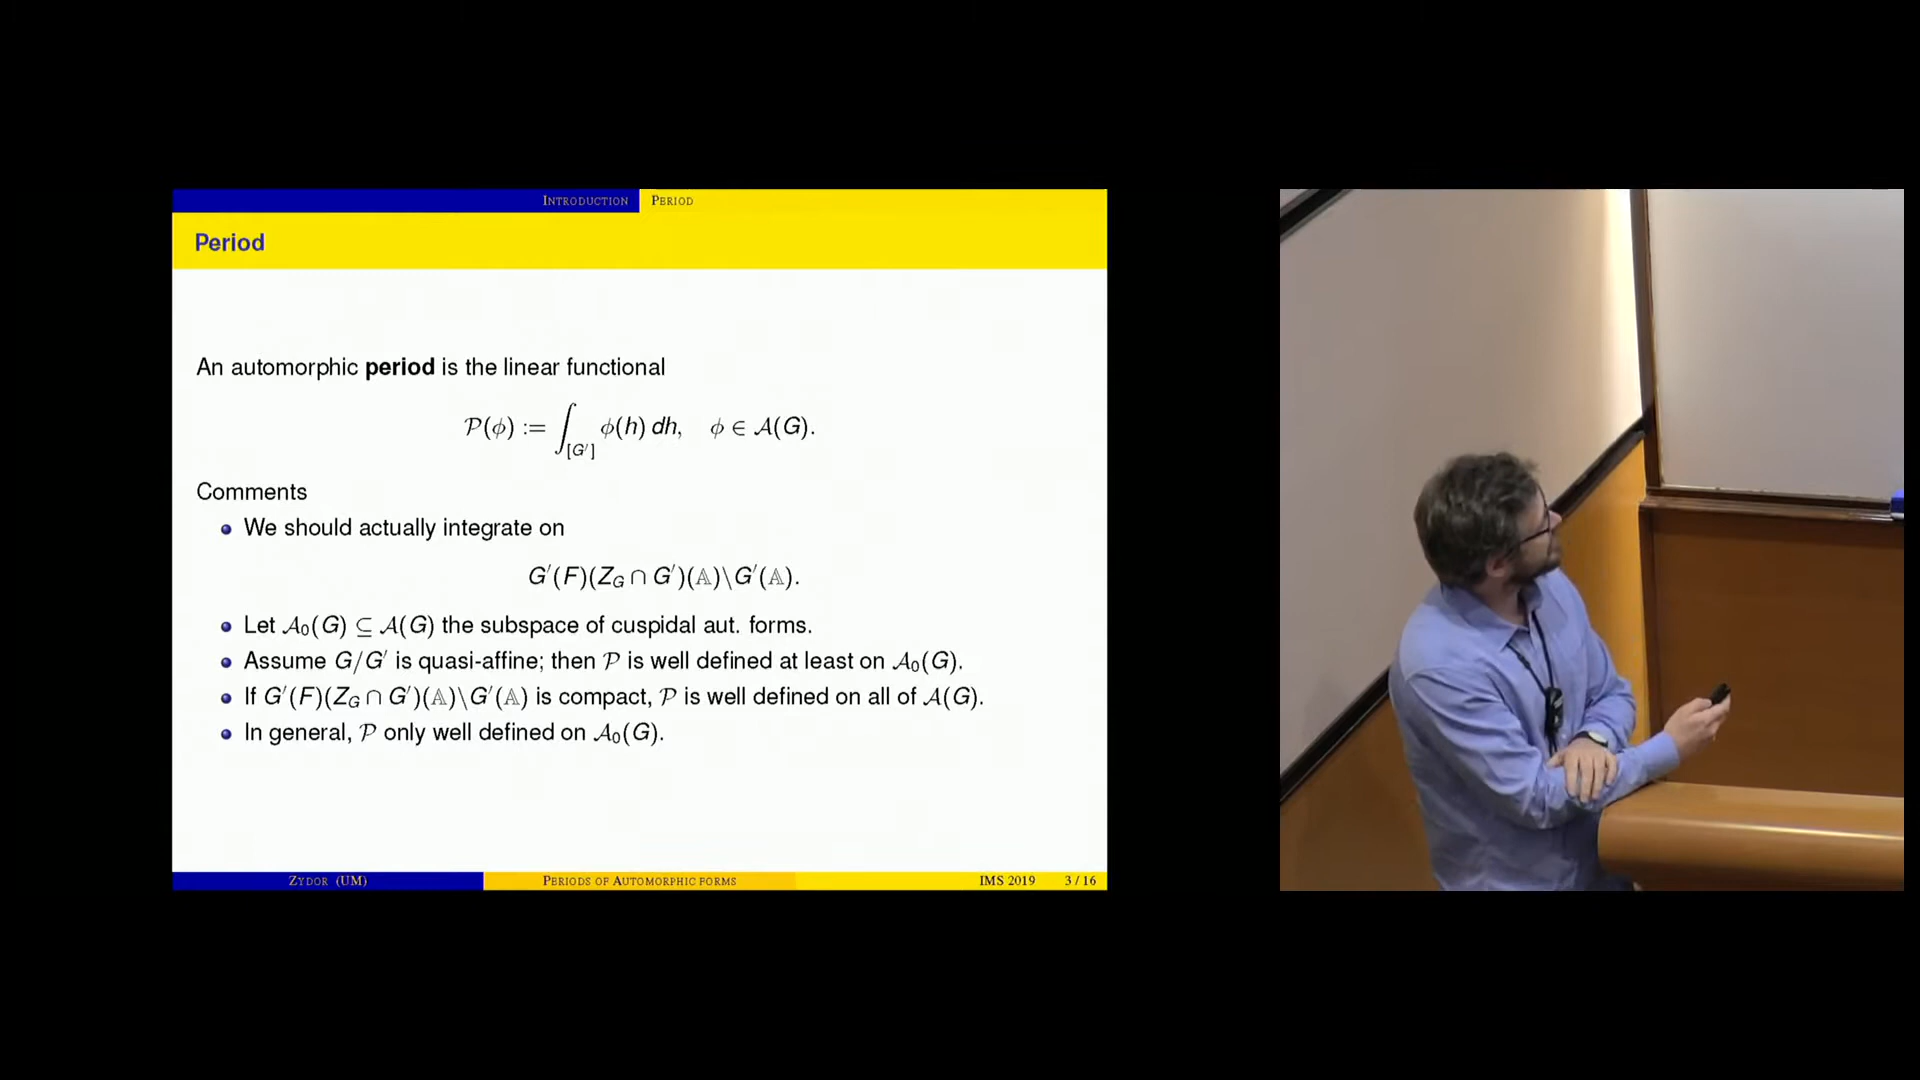 Introduction Period
Period
An automorphic period is the linear functional
𝒫(ϕ) := ∫_[G′] ϕ(h) dh, ϕ ∈ 𝒜(G).
Comments
We should actually integrate on
G′(F)(Z_G ∩ G′)(𝔸)\G′(𝔸).
Let 𝒜₀(G) ⊆ 𝒜(G) the subspace of cuspidal aut. forms.
Assume G/G′ is quasi-affine; then 𝒫 is well defined at least on 𝒜₀(G).
If G′(F)(Z_G ∩ G′)(𝔸)\G′(𝔸) is compact, 𝒫 is well defined on all of 𝒜(G).
In general, 𝒫 only well defined on 𝒜₀(G).
Zydor (UM) Periods of Automorphic forms IMS 2019 3 / 16